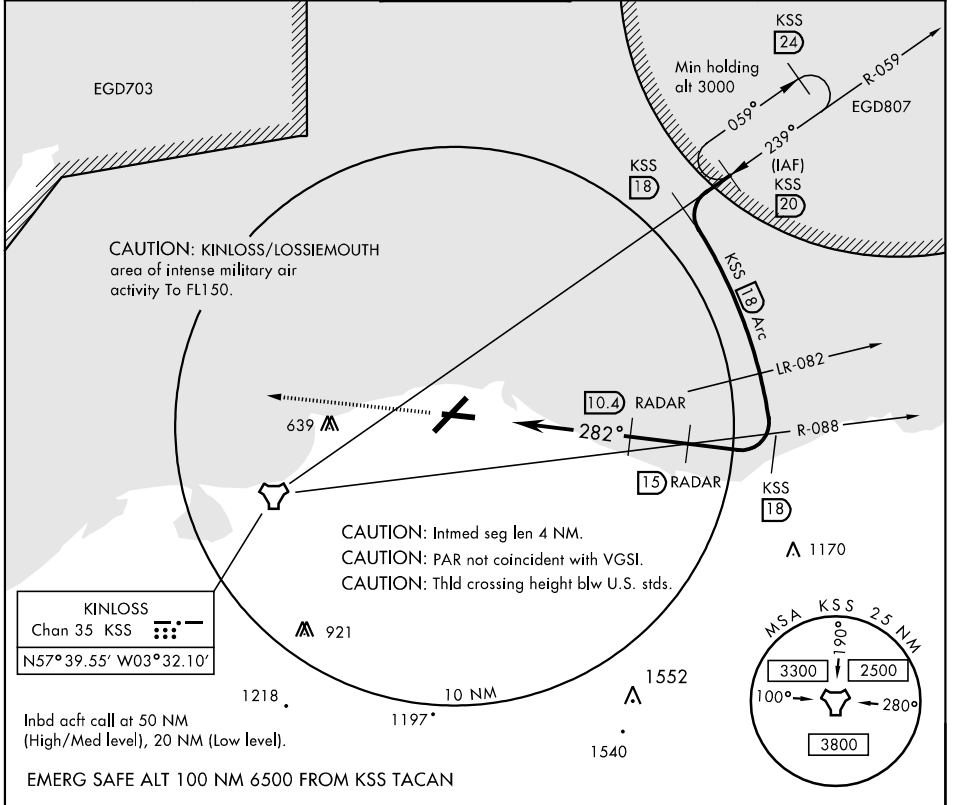 EGD703
KSS
24
Min holding
alt 3000
R-059
EGD807
059°
239°
(IAF)
KSS
20
KSS
18
CAUTION: KINLOSS/LOSSIEMOUTH
area of intense military air
activity To FL150.
KSS 18 Arc
LR-082
10.4 RADAR
639
282°
R-088
15 RADAR
KSS
18
CAUTION: Intmed seg len 4 NM.
CAUTION: PAR not coincident with VGSI.
CAUTION: Thld crossing height blw U.S. stds.
1170
KINLOSS
Chan 35 KSS
N57°39.55' W03°32.10'
921
MSA KSS 25 NM
190°
3300
2500
100°
280°
3800
1552
1218
10 NM
1197
1540
Inbd acft call at 50 NM
(High/Med level), 20 NM (Low level).
EMERG SAFE ALT 100 NM 6500 FROM KSS TACAN